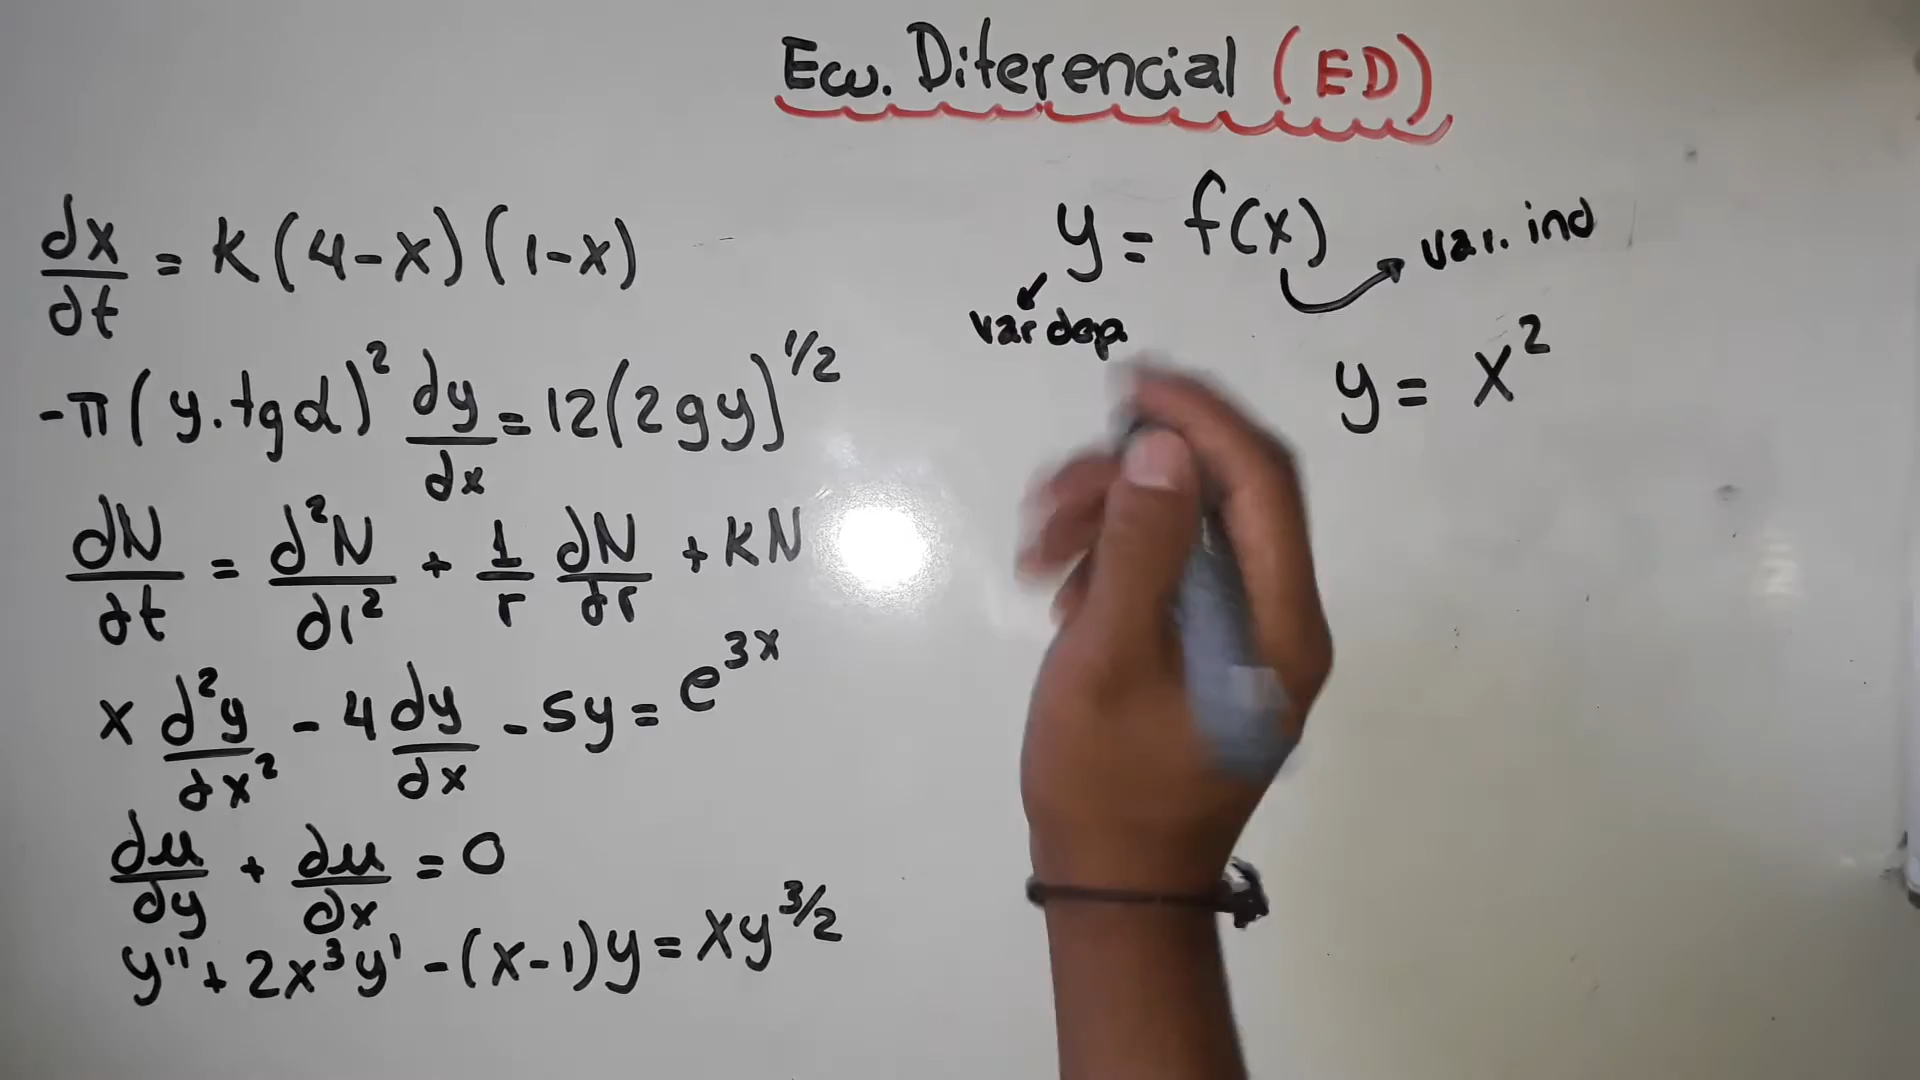 Ecu. Diferencial (ED)
dx/dt = K(4-x)(1-x)
-π(y.tgα)² dy/dx = 12(2gy)^1/2
dN/dt = d²N/dr² + 1/r dN/dr + KN
x d²y/dx² - 4 dy/dx - 5y = e^3x
du/dy + du/dx = 0
y'' + 2x³y' - (x-1)y = xy^3/2
y = f(x)
var. ind
var dep.
y = x²